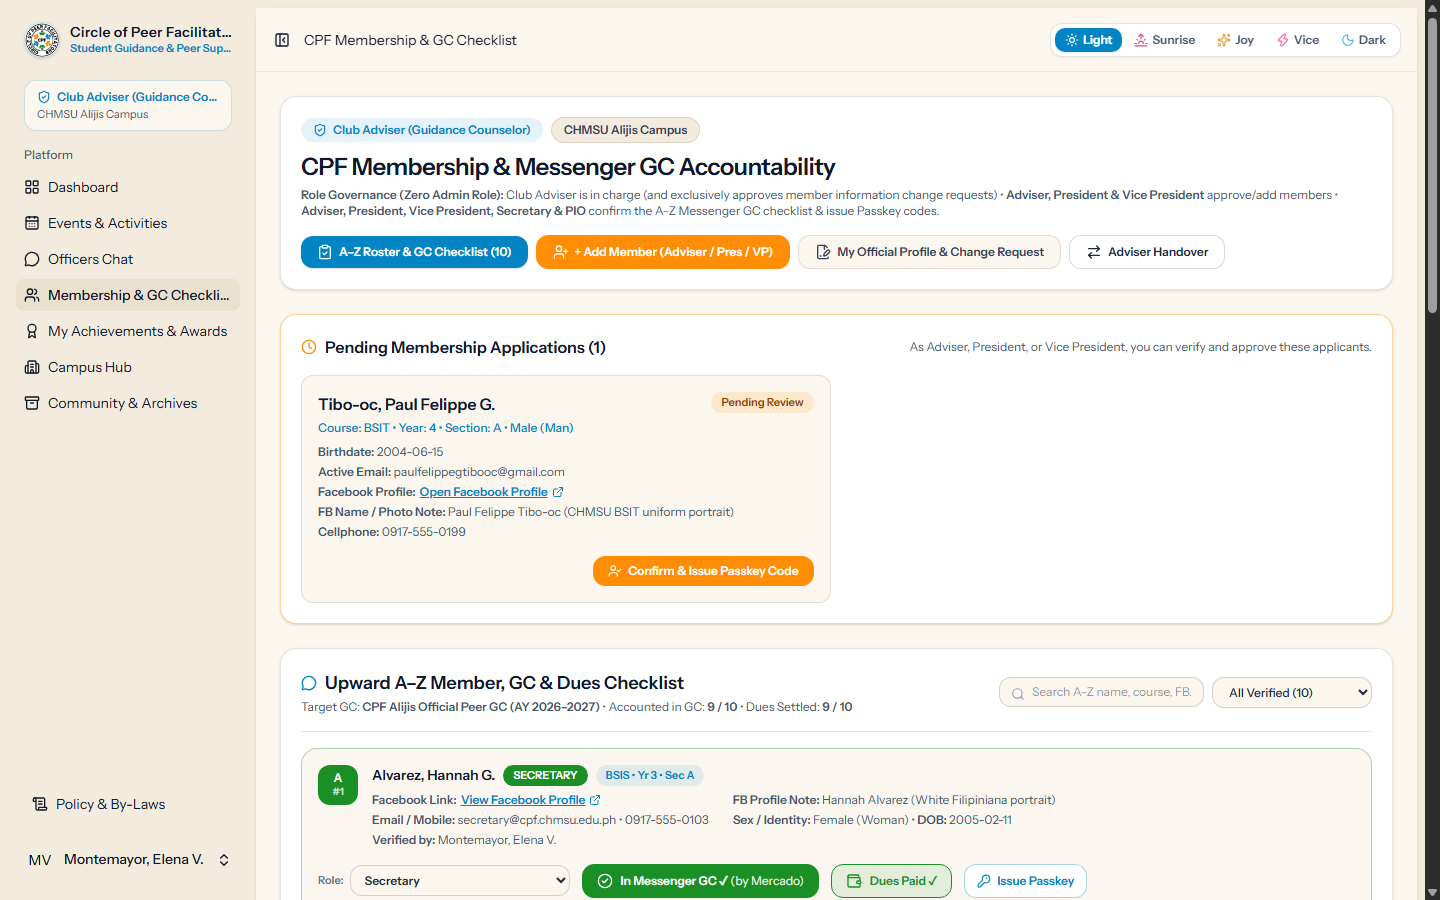 Circle of Peer Facilitat...
Student Guidance & Peer Sup...
Club Adviser (Guidance Co...
CHMSU Alijis Campus
Platform
Dashboard
Events & Activities
Officers Chat
Membership & GC Checkli...
My Achievements & Awards
Campus Hub
Community & Archives
Policy & By-Laws
MV Montemayor, Elena V.
CPF Membership & GC Checklist
Light Sunrise Joy Vice Dark
Club Adviser (Guidance Counselor) CHMSU Alijis Campus
CPF Membership & Messenger GC Accountability
Role Governance (Zero Admin Role): Club Adviser is in charge (and exclusively approves member information change requests) • Adviser, President & Vice President approve/add members •
Adviser, President, Vice President, Secretary & PIO confirm the A-Z Messenger GC checklist & issue Passkey codes.
A-Z Roster & GC Checklist (10) + Add Member (Adviser / Pres / VP) My Official Profile & Change Request Adviser Handover
Pending Membership Applications (1)
As Adviser, President, or Vice President, you can verify and approve these applicants.
Tibo-oc, Paul Felippe G. Pending Review
Course: BSIT • Year: 4 • Section: A • Male (Man)
Birthdate: 2004-06-15
Active Email: paulfelippegtibooc@gmail.com
Facebook Profile: Open Facebook Profile
FB Name / Photo Note: Paul Felippe Tibo-oc (CHMSU BSIT uniform portrait)
Cellphone: 0917-555-0199
Confirm & Issue Passkey Code
Upward A–Z Member, GC & Dues Checklist
Target GC: CPF Alijis Official Peer GC (AY 2026–2027) • Accounted in GC: 9 / 10 • Dues Settled: 9 / 10
Search A-Z name, course, FB.
All Verified (10)
A
#1
Alvarez, Hannah G. SECRETARY BSIS • Yr 3 • Sec A
Facebook Link: View Facebook Profile FB Profile Note: Hannah Alvarez (White Filipiniana portrait)
Email / Mobile: secretary@cpf.chmsu.edu.ph • 0917-555-0103 Sex / Identity: Female (Woman) • DOB: 2005-02-11
Verified by: Montemayor, Elena V.
Role: Secretary In Messenger GC ✓ (by Mercado) Dues Paid ✓ Issue Passkey